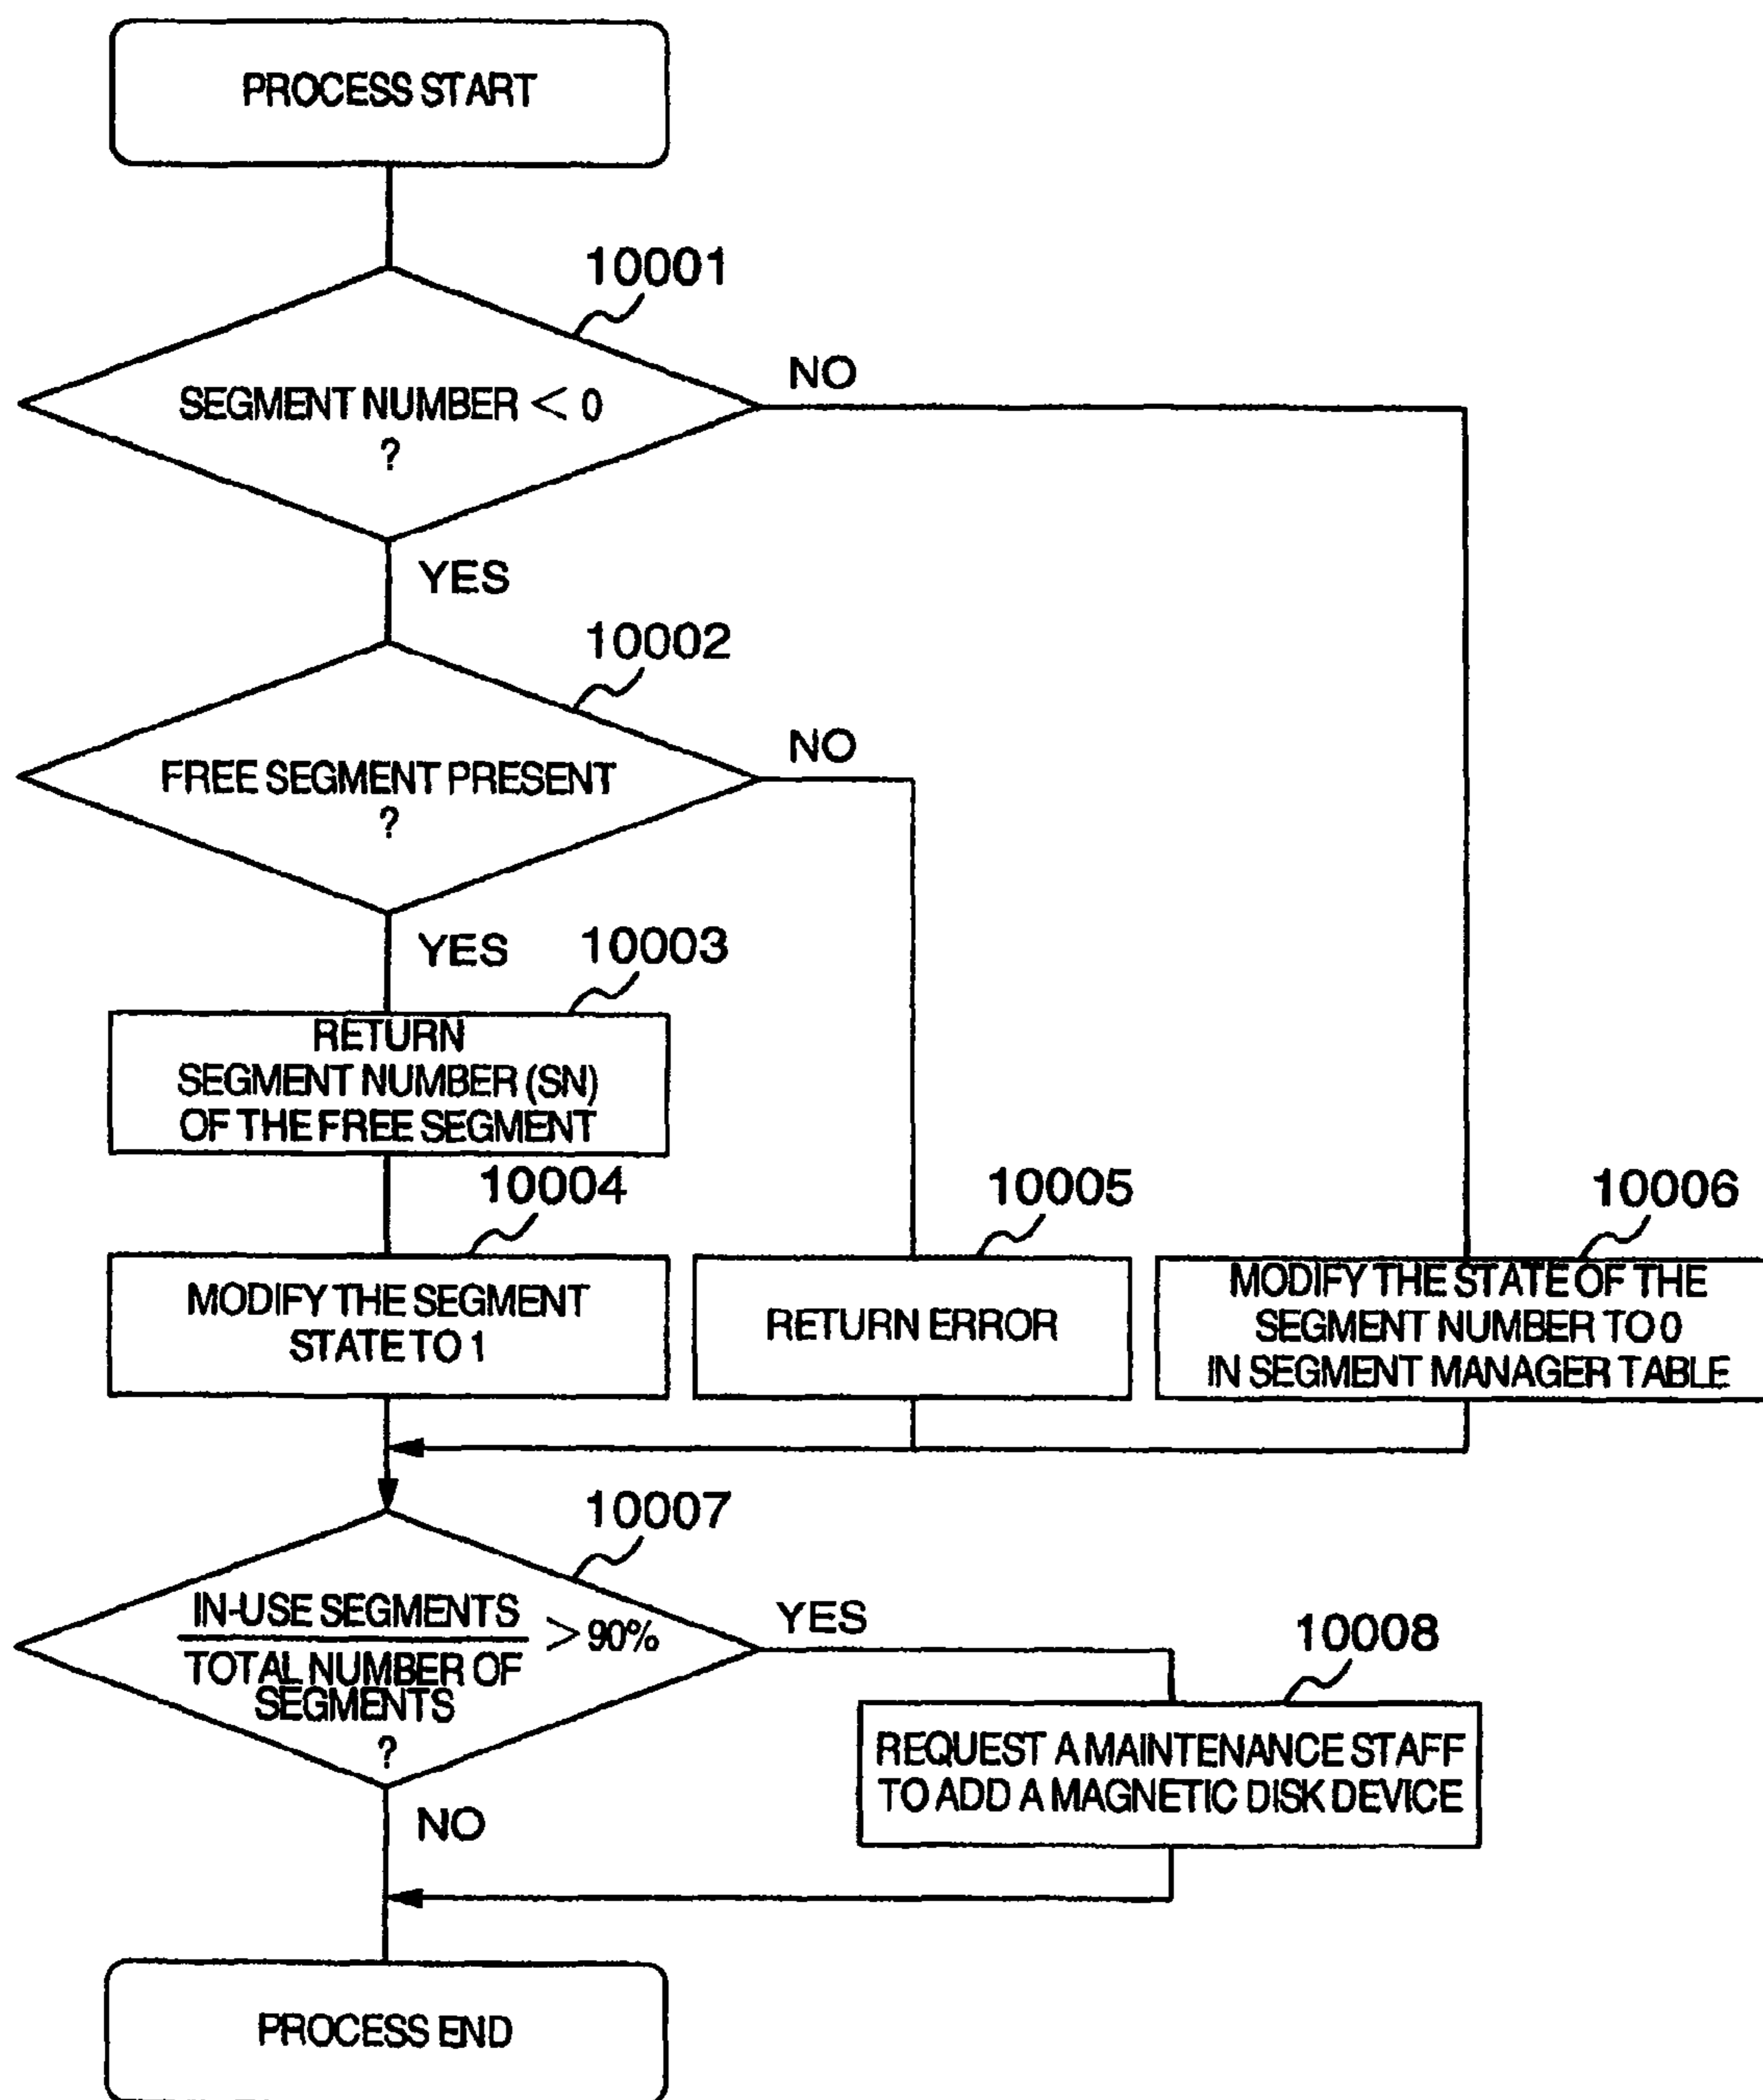 PROCESS START
10001
NO
SEGMENT NUMBER < 0
?
YES
10002
NO
FREE SEGMENT PRESENT
?
YES
10003
RETURN
SEGMENT NUMBER (SN)
OF THE FREE SEGMENT
10004
MODIFY THE SEGMENT
STATE TO 1
10005
RETURN ERROR
10006
MODIFY THE STATE OF THE
SEGMENT NUMBER TO 0
IN SEGMENT MANAGER TABLE
10007
IN-USE SEGMENTS
> 90%
TOTAL NUMBER OF
SEGMENTS
?
YES
10008
REQUEST A MAINTENANCE STAFF
TO ADD A MAGNETIC DISK DEVICE
NO
PROCESS END